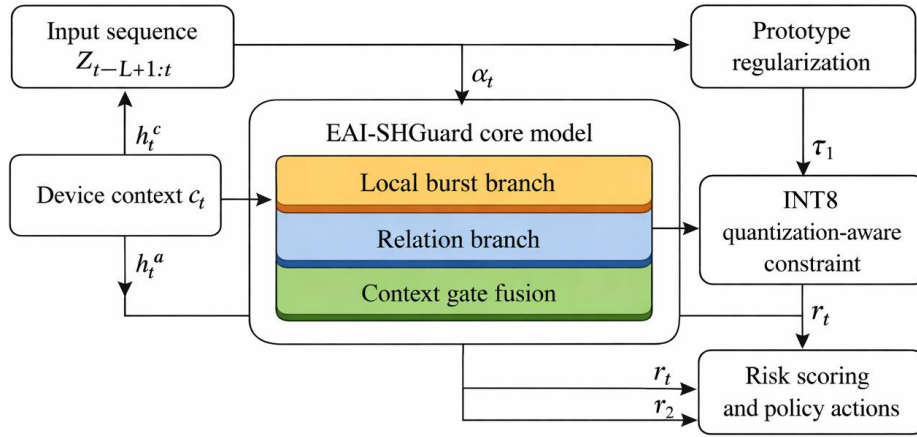 Input sequence
Z_{t−L+1:t}
Prototype
regularization
α_t
h_t^c
EAI-SHGuard core model
τ_1
Local burst branch
Device context c_t
INT8
quantization-aware
constraint
Relation branch
h_t^a
Context gate fusion
r_t
r_t
r_2
Risk scoring
and policy actions